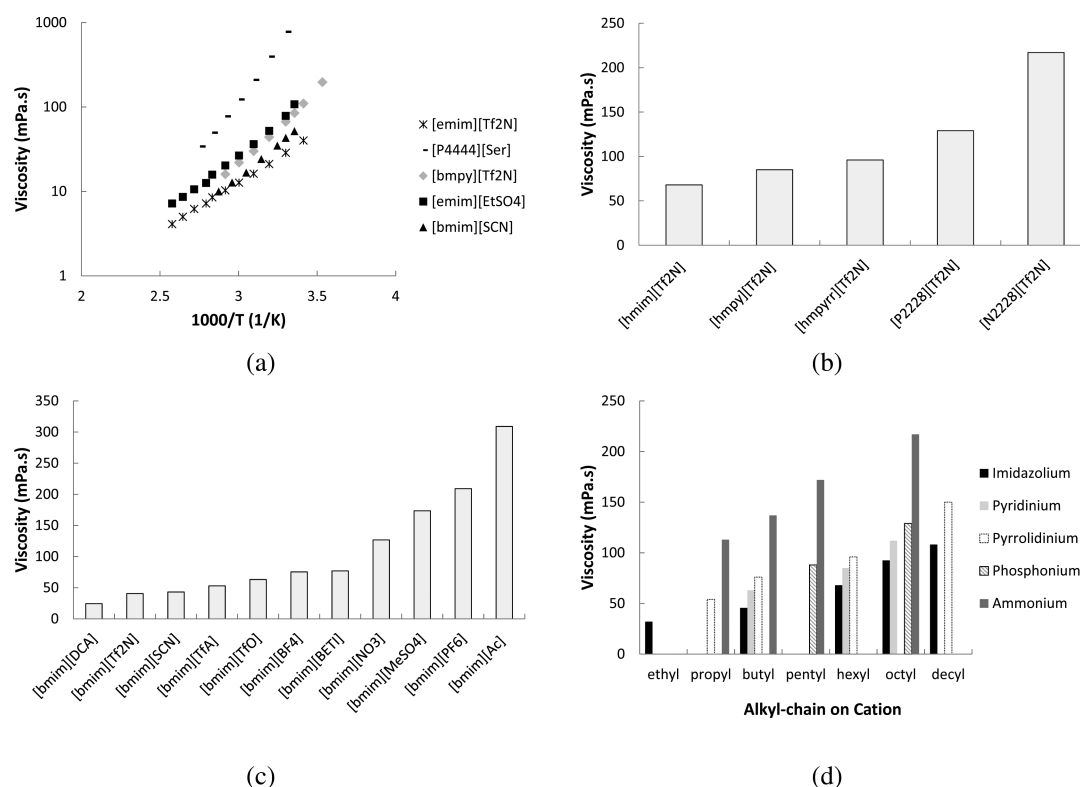 1000
100
10
1
Viscosity (mPa.s)
2
2.5
3
3.5
4
1000/T (1/K)
[emim][Tf2N]
[P4444][Ser]
[bmpy][Tf2N]
[emim][EtSO4]
[bmim][SCN]
(a)
250
200
150
100
50
0
Viscosity (mPa.s)
[hmim][Tf2N]
[hmpy][Tf2N]
[hmpyrr][Tf2N]
[P2228][Tf2N]
[N2228][Tf2N]
(b)
350
300
250
200
150
100
50
0
Viscosity (mPa.s)
[bmim][DCA]
[bmim][Tf2N]
[bmim][SCN]
[bmim][TfA]
[bmim][TfO]
[bmim][BF4]
[bmim][BETI]
[bmim][NO3]
[bmim][MeSO4]
[bmim][PF6]
[bmim][Ac]
(c)
250
200
150
100
50
0
Viscosity (mPa.s)
ethyl propyl butyl pentyl hexyl octyl decyl
Alkyl-chain on Cation
Imidazolium
Pyridinium
Pyrrolidinium
Phosphonium
Ammonium
(d)